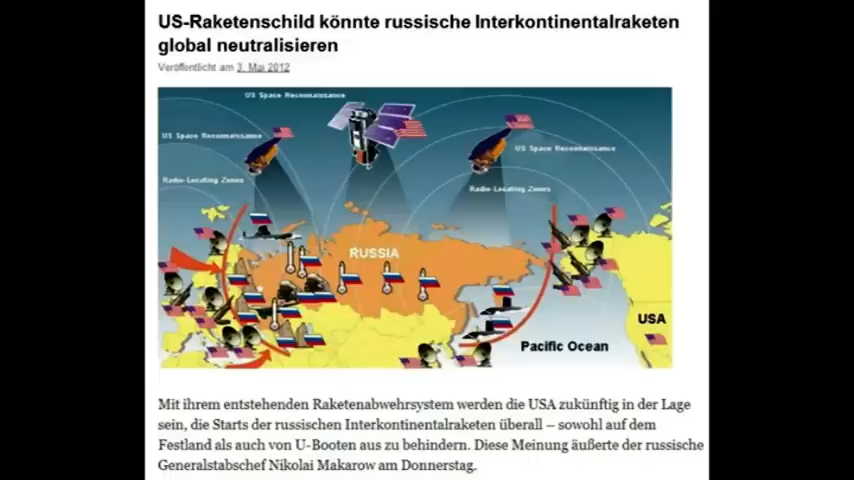 US-Raketenschild könnte russische Interkontinentalraketen
global neutralisieren
Veröffentlicht am 3. Mai 2012
US Space Reconnaissance
US Space Reconnaissance
US Space Reconnaissance
Radio-Locating Zones
Radio-Locating Zones
RUSSIA
USA
Pacific Ocean
Mit ihrem entstehenden Raketenabwehrsystem werden die USA zukünftig in der Lage
sein, die Starts der russischen Interkontinentalraketen überall – sowohl auf dem
Festland als auch von U-Booten aus zu behindern. Diese Meinung äußerte der russische
Generalstabschef Nikolai Makarow am Donnerstag.